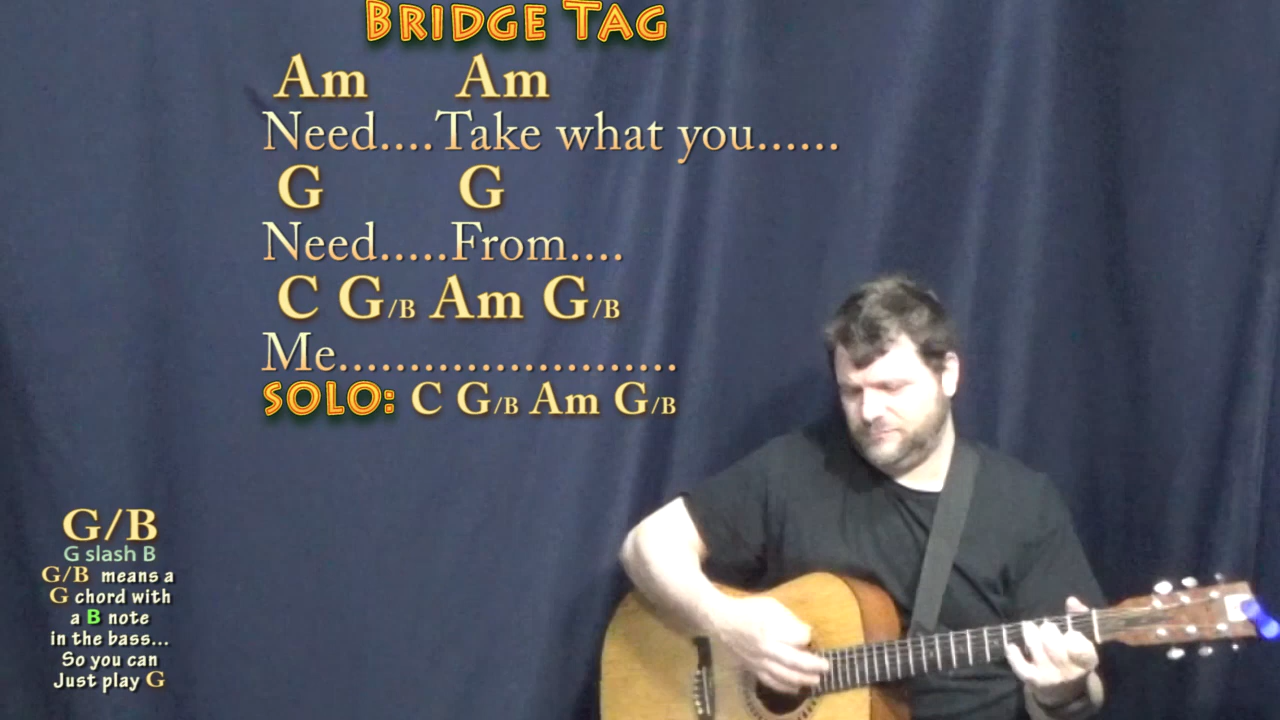 BRIDGE TAG
Am Am
Need....Take what you......
G G
Need.....From....
C G/B Am G/B
Me........................
SOLO: C G/B Am G/B
G/B
G slash B
G/B means a
G chord with
a B note
in the bass...
So you can
Just play G